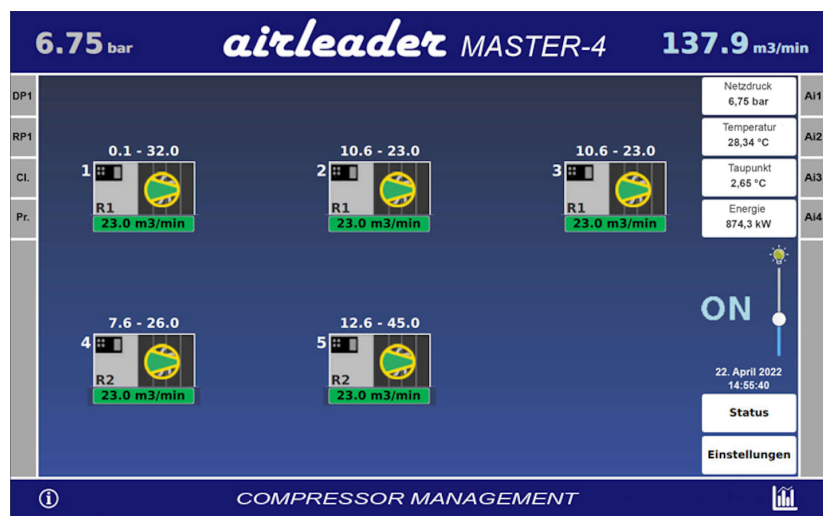 6.75 bar
airleader MASTER-4
137.9 m3/min
DP1
RP1
Cl.
Pr.
0.1 - 32.0
1
R1
23.0 m3/min
10.6 - 23.0
2
R1
23.0 m3/min
10.6 - 23.0
3
R1
23.0 m3/min
7.6 - 26.0
4
R2
23.0 m3/min
12.6 - 45.0
5
R2
23.0 m3/min
Netzdruck
6,75 bar
Ai1
Temperatur
28,34 °C
Ai2
Taupunkt
2,65 °C
Ai3
Energie
874,3 kW
Ai4
ON
22. April 2022
14:55:40
Status
Einstellungen
COMPRESSOR MANAGEMENT